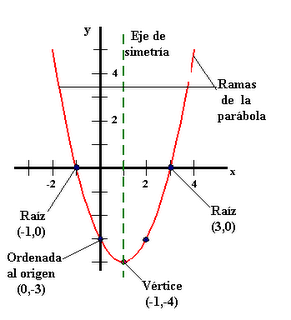 y
Eje de
simetría
4
2
Ramas
de la
parábola
x
-2
2
4
Raíz
(-1,0)
Raíz
(3,0)
Ordenada
al origen
(0,-3)
Vértice
(-1,-4)